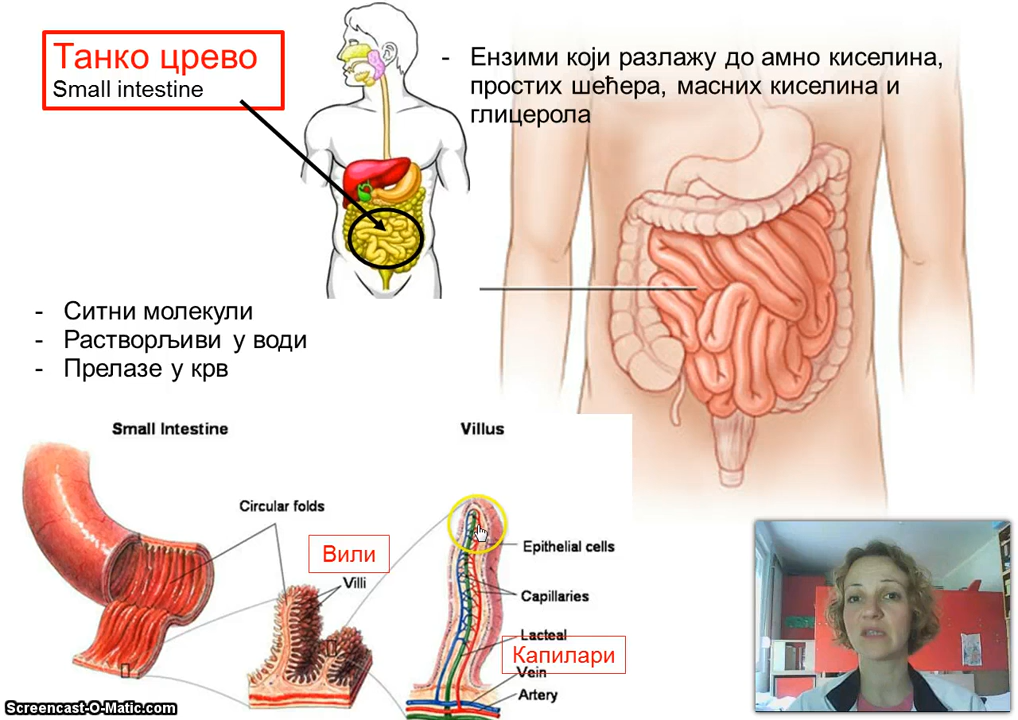 Танко црево
Small intestine
- Ензими који разлажу до амно киселина,
простих шећера, масних киселина и
глицерола
- Ситни молекули
- Растворљиви у води
- Прелазе у крв
Small Intestine
Villus
Circular folds
Вили
Villi
Epithelial cells
Capillaries
Lacteal
Капилари
Vein
Artery
Screencast-O-Matic.com